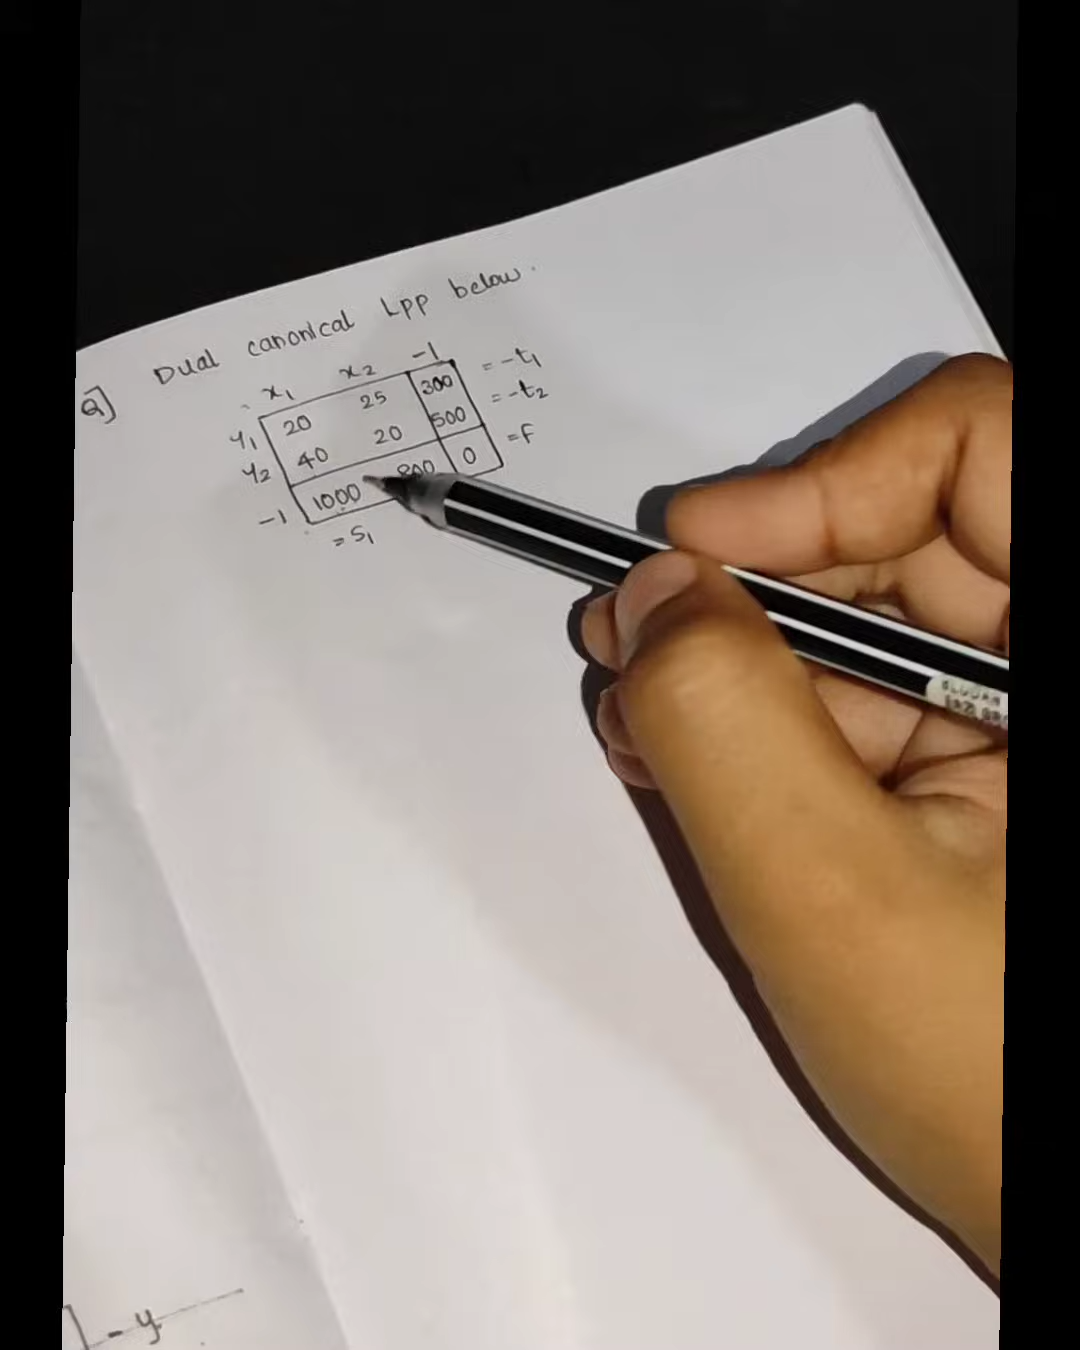 Q] Dual canonical Lpp below.
x1 x2 -1
y1 20 25 300 = -t1
y2 40 20 500 = -t2
-1 1000 800 0 = F
= S1
- y